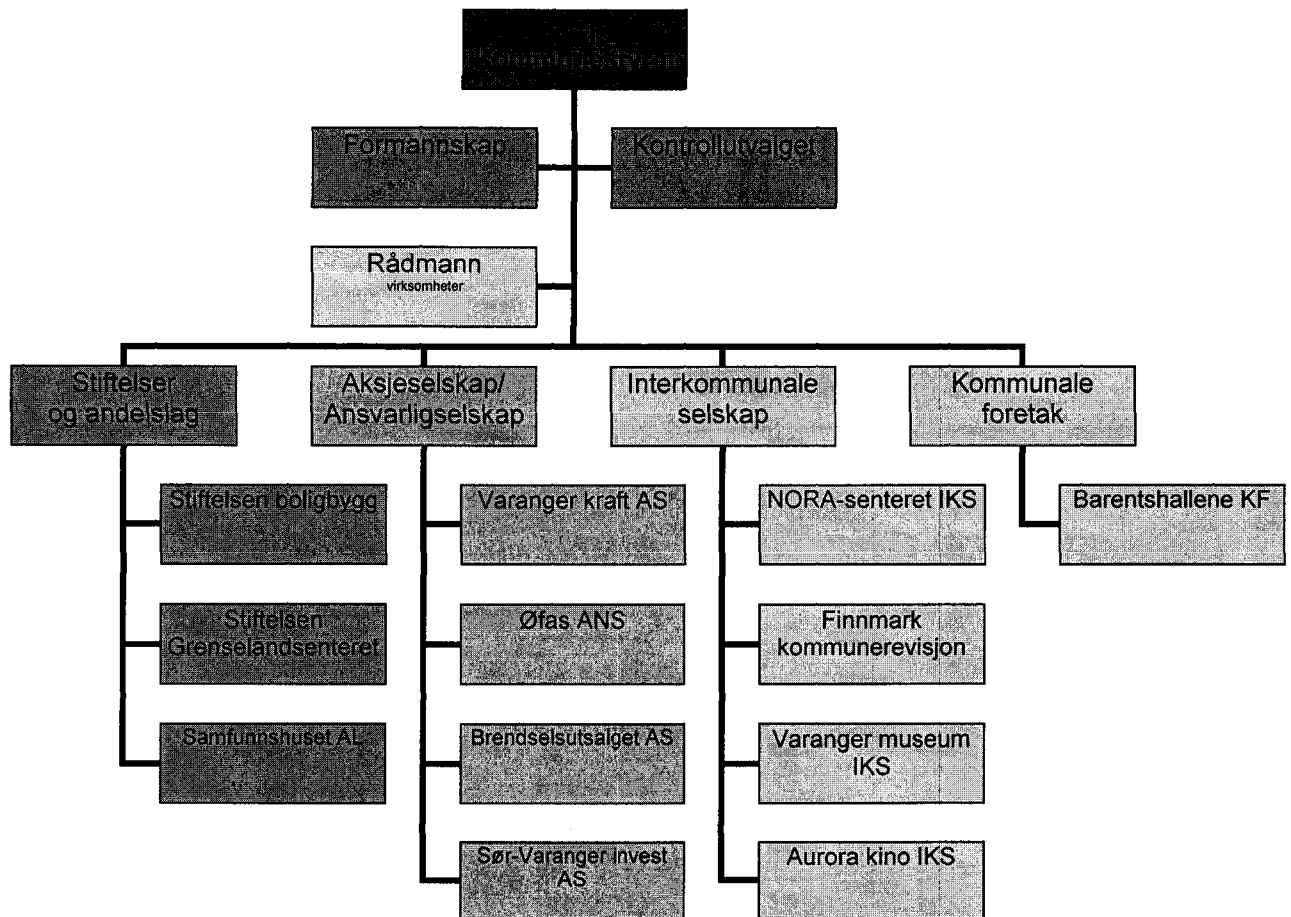 Kommunestyre
Formannskap
Kontrollutvalget
Rådmann
virksomheter
Stiftelser
og andelslag
Aksjeselskap/
Ansvarligselskap
Interkommunale
selskap
Kommunale
foretak
Stiftelsen boligbygg
Varanger kraft AS
NORA-senteret IKS
Barentshallene KF
Stiftelsen
Grenselandsenteret
Øfas ANS
Finnmark
kommunerevisjon
Samfunnshuset AL
Brendselsutsalget AS
Varanger museum
IKS
Sør-Varanger invest
AS
Aurora kino IKS